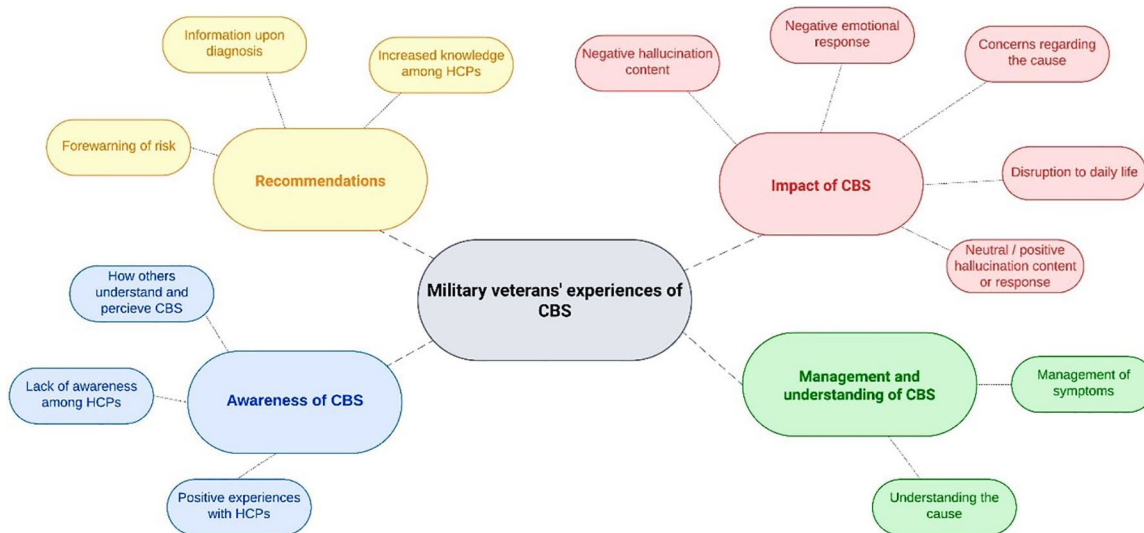 Information upon
diagnosis
Increased knowledge
among HCPs
Forewarning of risk
Recommendations
Negative hallucination
content
Negative emotional
response
Concerns regarding
the cause
Impact of CBS
Disruption to daily life
Neutral / positive
hallucination content
or response
Military veterans' experiences of
CBS
How others
understand and
percieve CBS
Lack of awareness
among HCPs
Awareness of CBS
Positive experiences
with HCPs
Management and
understanding of CBS
Management of
symptoms
Understanding the
cause